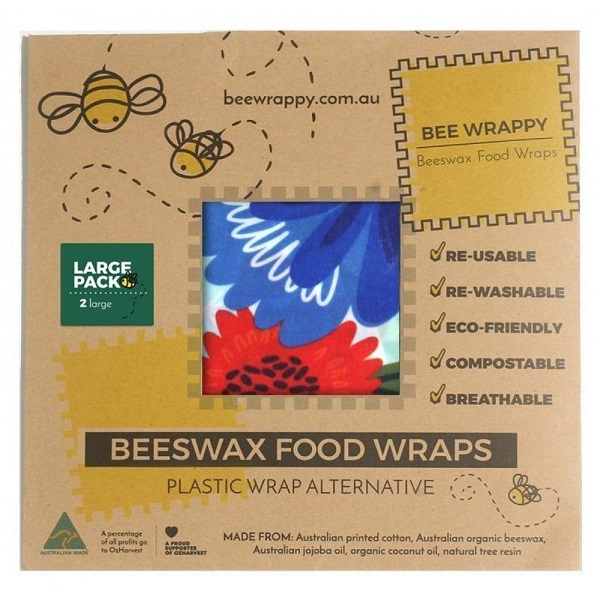 beewrappy.com.au
BEE WRAPPY
Beeswax Food Wraps
LARGE
PACK
2 large
RE-USABLE
RE-WASHABLE
ECO-FRIENDLY
COMPOSTABLE
BREATHABLE
BEESWAX FOOD WRAPS
PLASTIC WRAP ALTERNATIVE
AUSTRALIAN MADE
A percentage
of all profits go
to OzHarvest
A PROUD
SUPPORTER
OF OZHARVEST
MADE FROM: Australian printed cotton, Australian organic beeswax,
Australian jojoba oil, organic coconut oil, natural tree resin